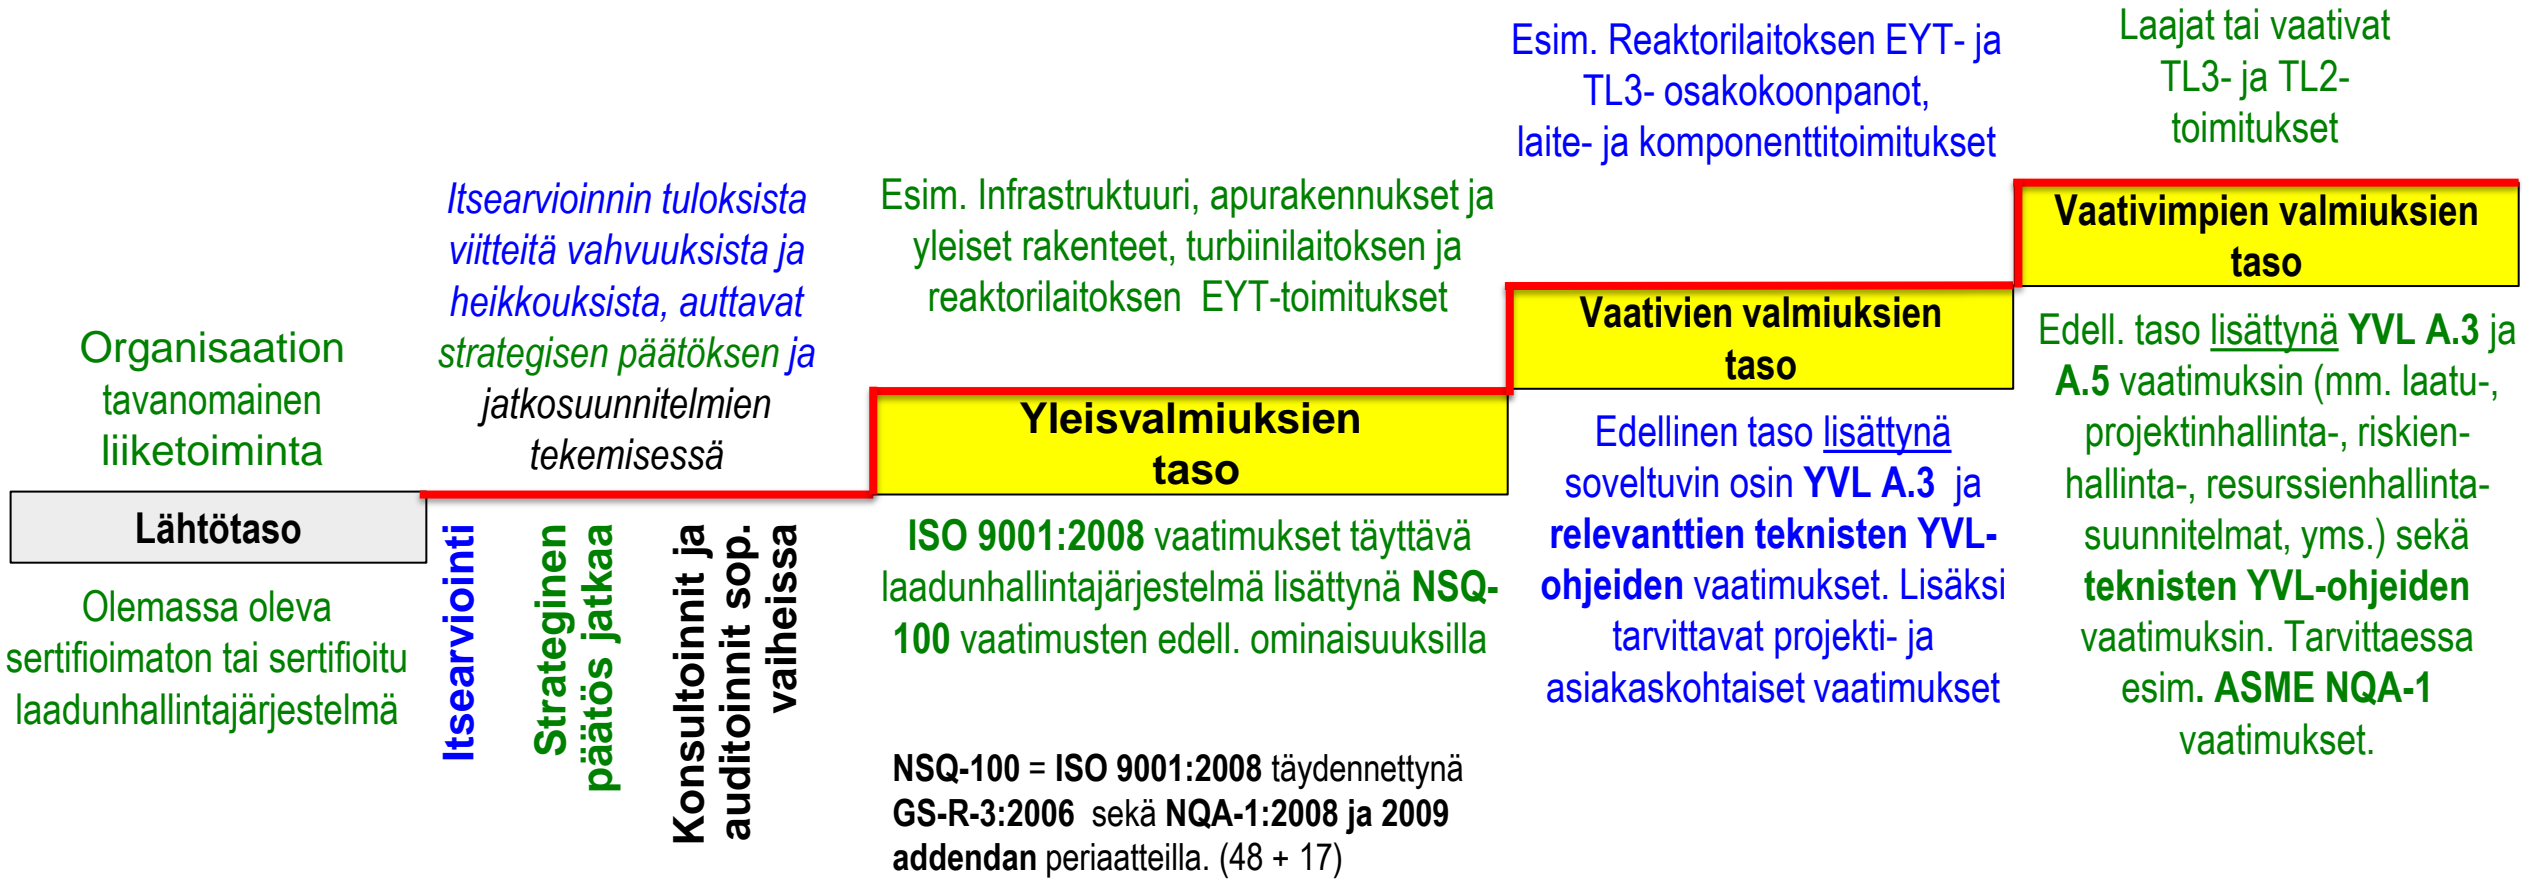 Organisaation
tavanomainen
liiketoiminta
Lähtötaso
Olemassa oleva
sertifioimaton tai sertifioitu
laadunhallintajärjestelmä
Itsearvioinnin tuloksista
viitteitä vahvuuksista ja
heikkouksista, auttavat
strategisen päätöksen ja
jatkosuunnitelmien
tekemisessä
Itsearviointi
Strateginen
päätös jatkaa
Konsultoinnit ja
auditoinnit sop.
vaiheissa
Esim. Infrastruktuuri, apurakennukset ja
yleiset rakenteet, turbiinilaitoksen ja
reaktorilaitoksen EYT-toimitukset
Yleisvalmiuksien
taso
ISO 9001:2008 vaatimukset täyttävä
laadunhallintajärjestelmä lisättynä NSQ-
100 vaatimusten edell. ominaisuuksilla
NSQ-100 = ISO 9001:2008 täydennettynä
GS-R-3:2006 sekä NQA-1:2008 ja 2009
addendan periaatteilla. (48 + 17)
Esim. Reaktorilaitoksen EYT- ja
TL3- osakokoonpanot,
laite- ja komponenttitoimitukset
Vaativien valmiuksien
taso
Edellinen taso lisättynä
soveltuvin osin YVL A.3 ja
relevanttien teknisten YVL-
ohjeiden vaatimukset. Lisäksi
tarvittavat projekti- ja
asiakaskohtaiset vaatimukset
Laajat tai vaativat
TL3- ja TL2-
toimitukset
Vaativimpien valmiuksien
taso
Edell. taso lisättynä YVL A.3 ja
A.5 vaatimuksin (mm. laatu-,
projektinhallinta-, riskien-
hallinta-, resurssienhallinta-
suunnitelmat, yms.) sekä
teknisten YVL-ohjeiden
vaatimuksin. Tarvittaessa
esim. ASME NQA-1
vaatimukset.